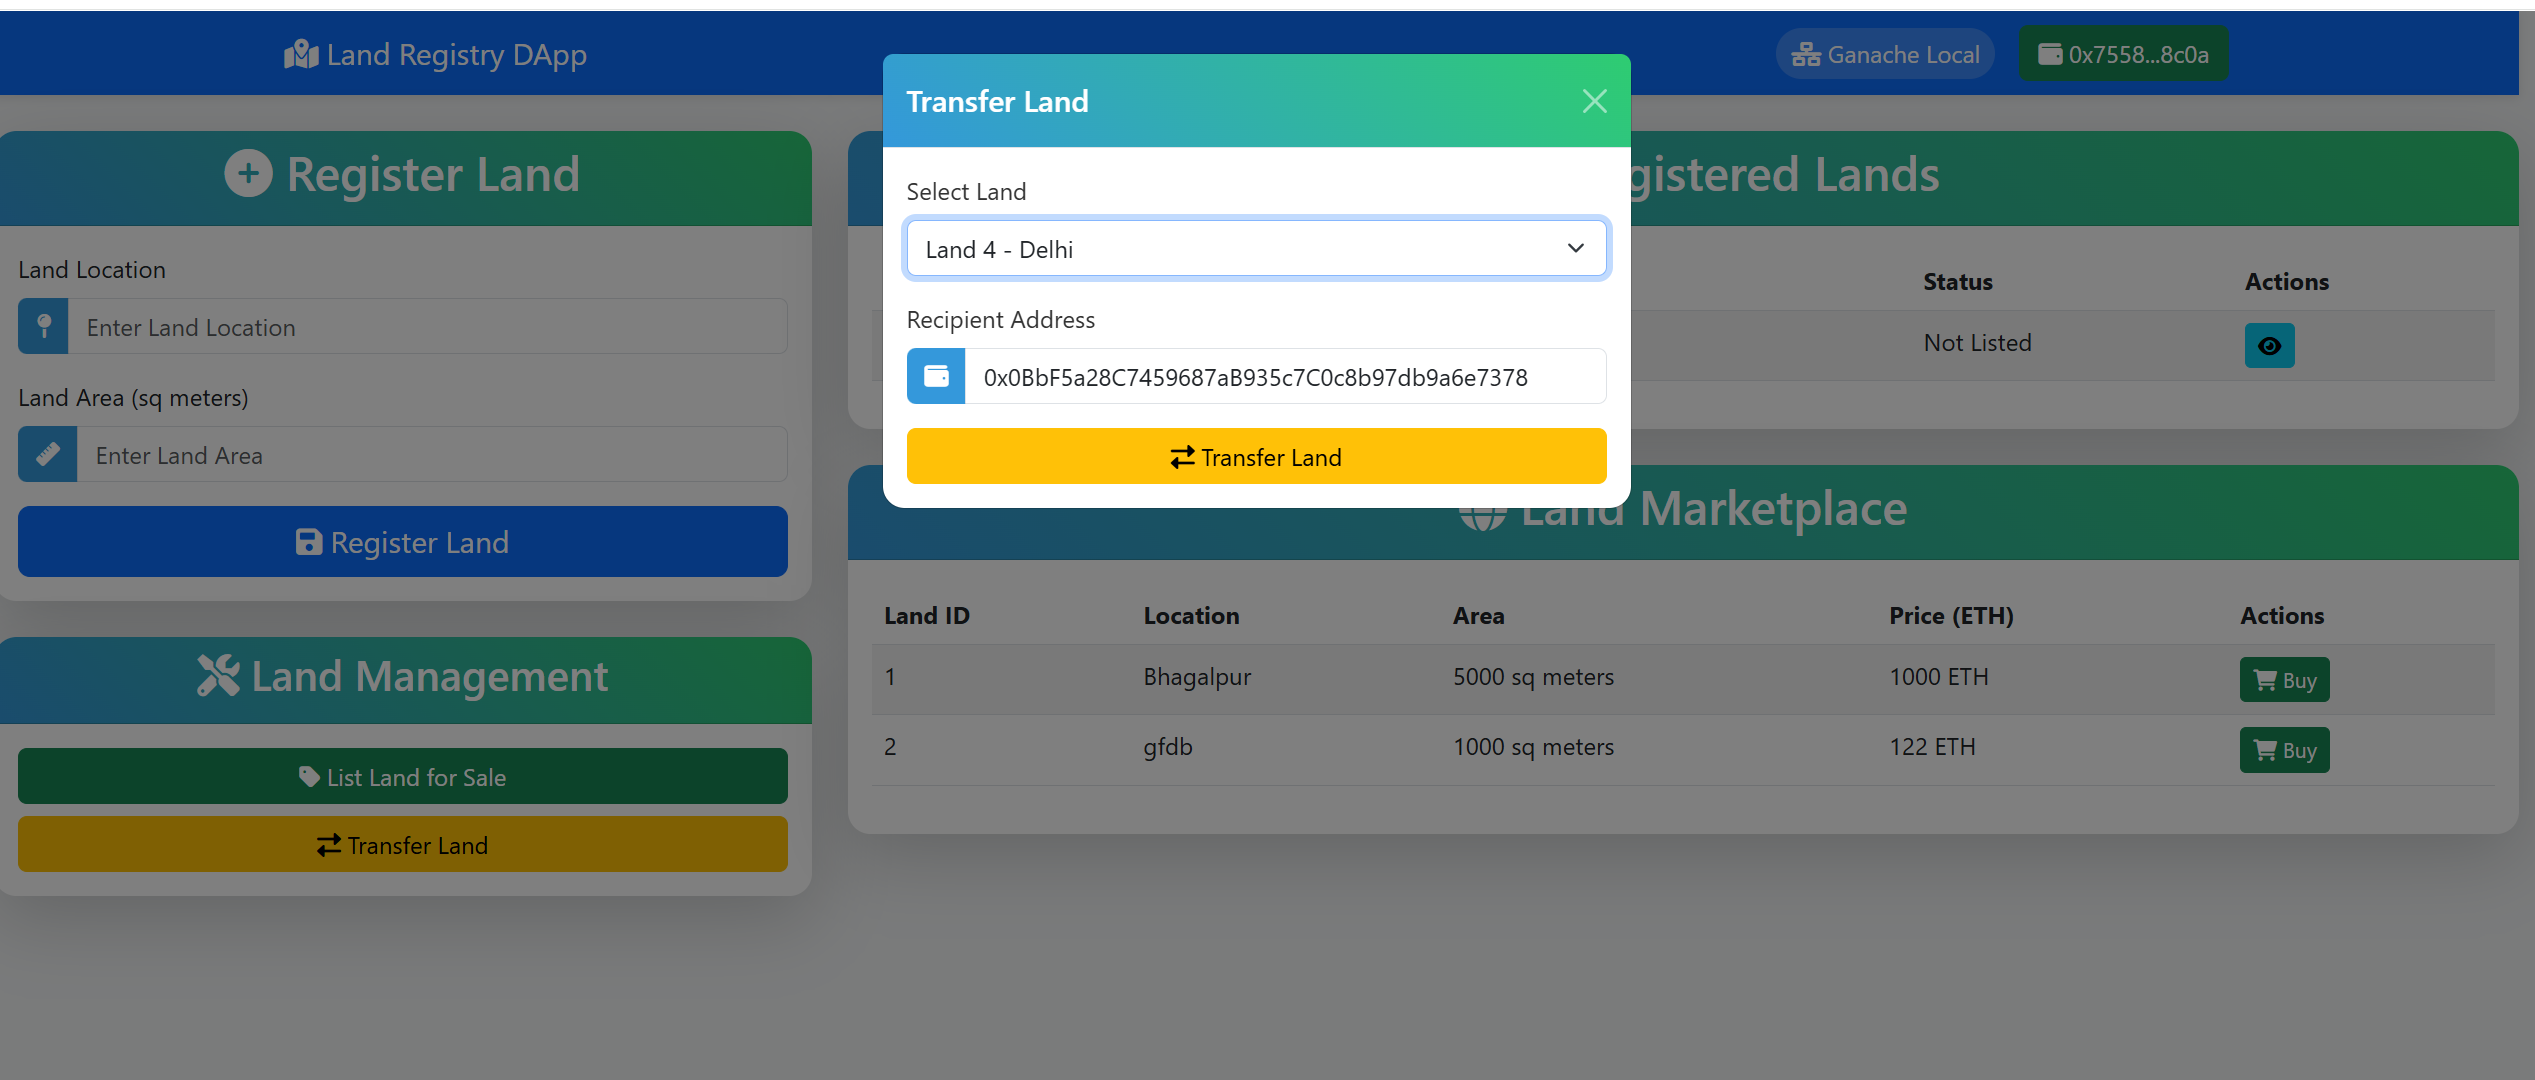 Land Registry DApp
Ganache Local
0x7558...8c0a
Transfer Land
Select Land
Land 4 - Delhi
Recipient Address
0x0BbF5a28C7459687aB935c7C0c8b97db9a6e7378
Transfer Land
Register Land
Land Location
Enter Land Location
Land Area (sq meters)
Enter Land Area
Register Land
Land Management
List Land for Sale
Transfer Land
gistered Lands
Status Actions
Not Listed
Land Marketplace
Land ID Location Area Price (ETH) Actions
1 Bhagalpur 5000 sq meters 1000 ETH Buy
2 gfdb 1000 sq meters 122 ETH Buy